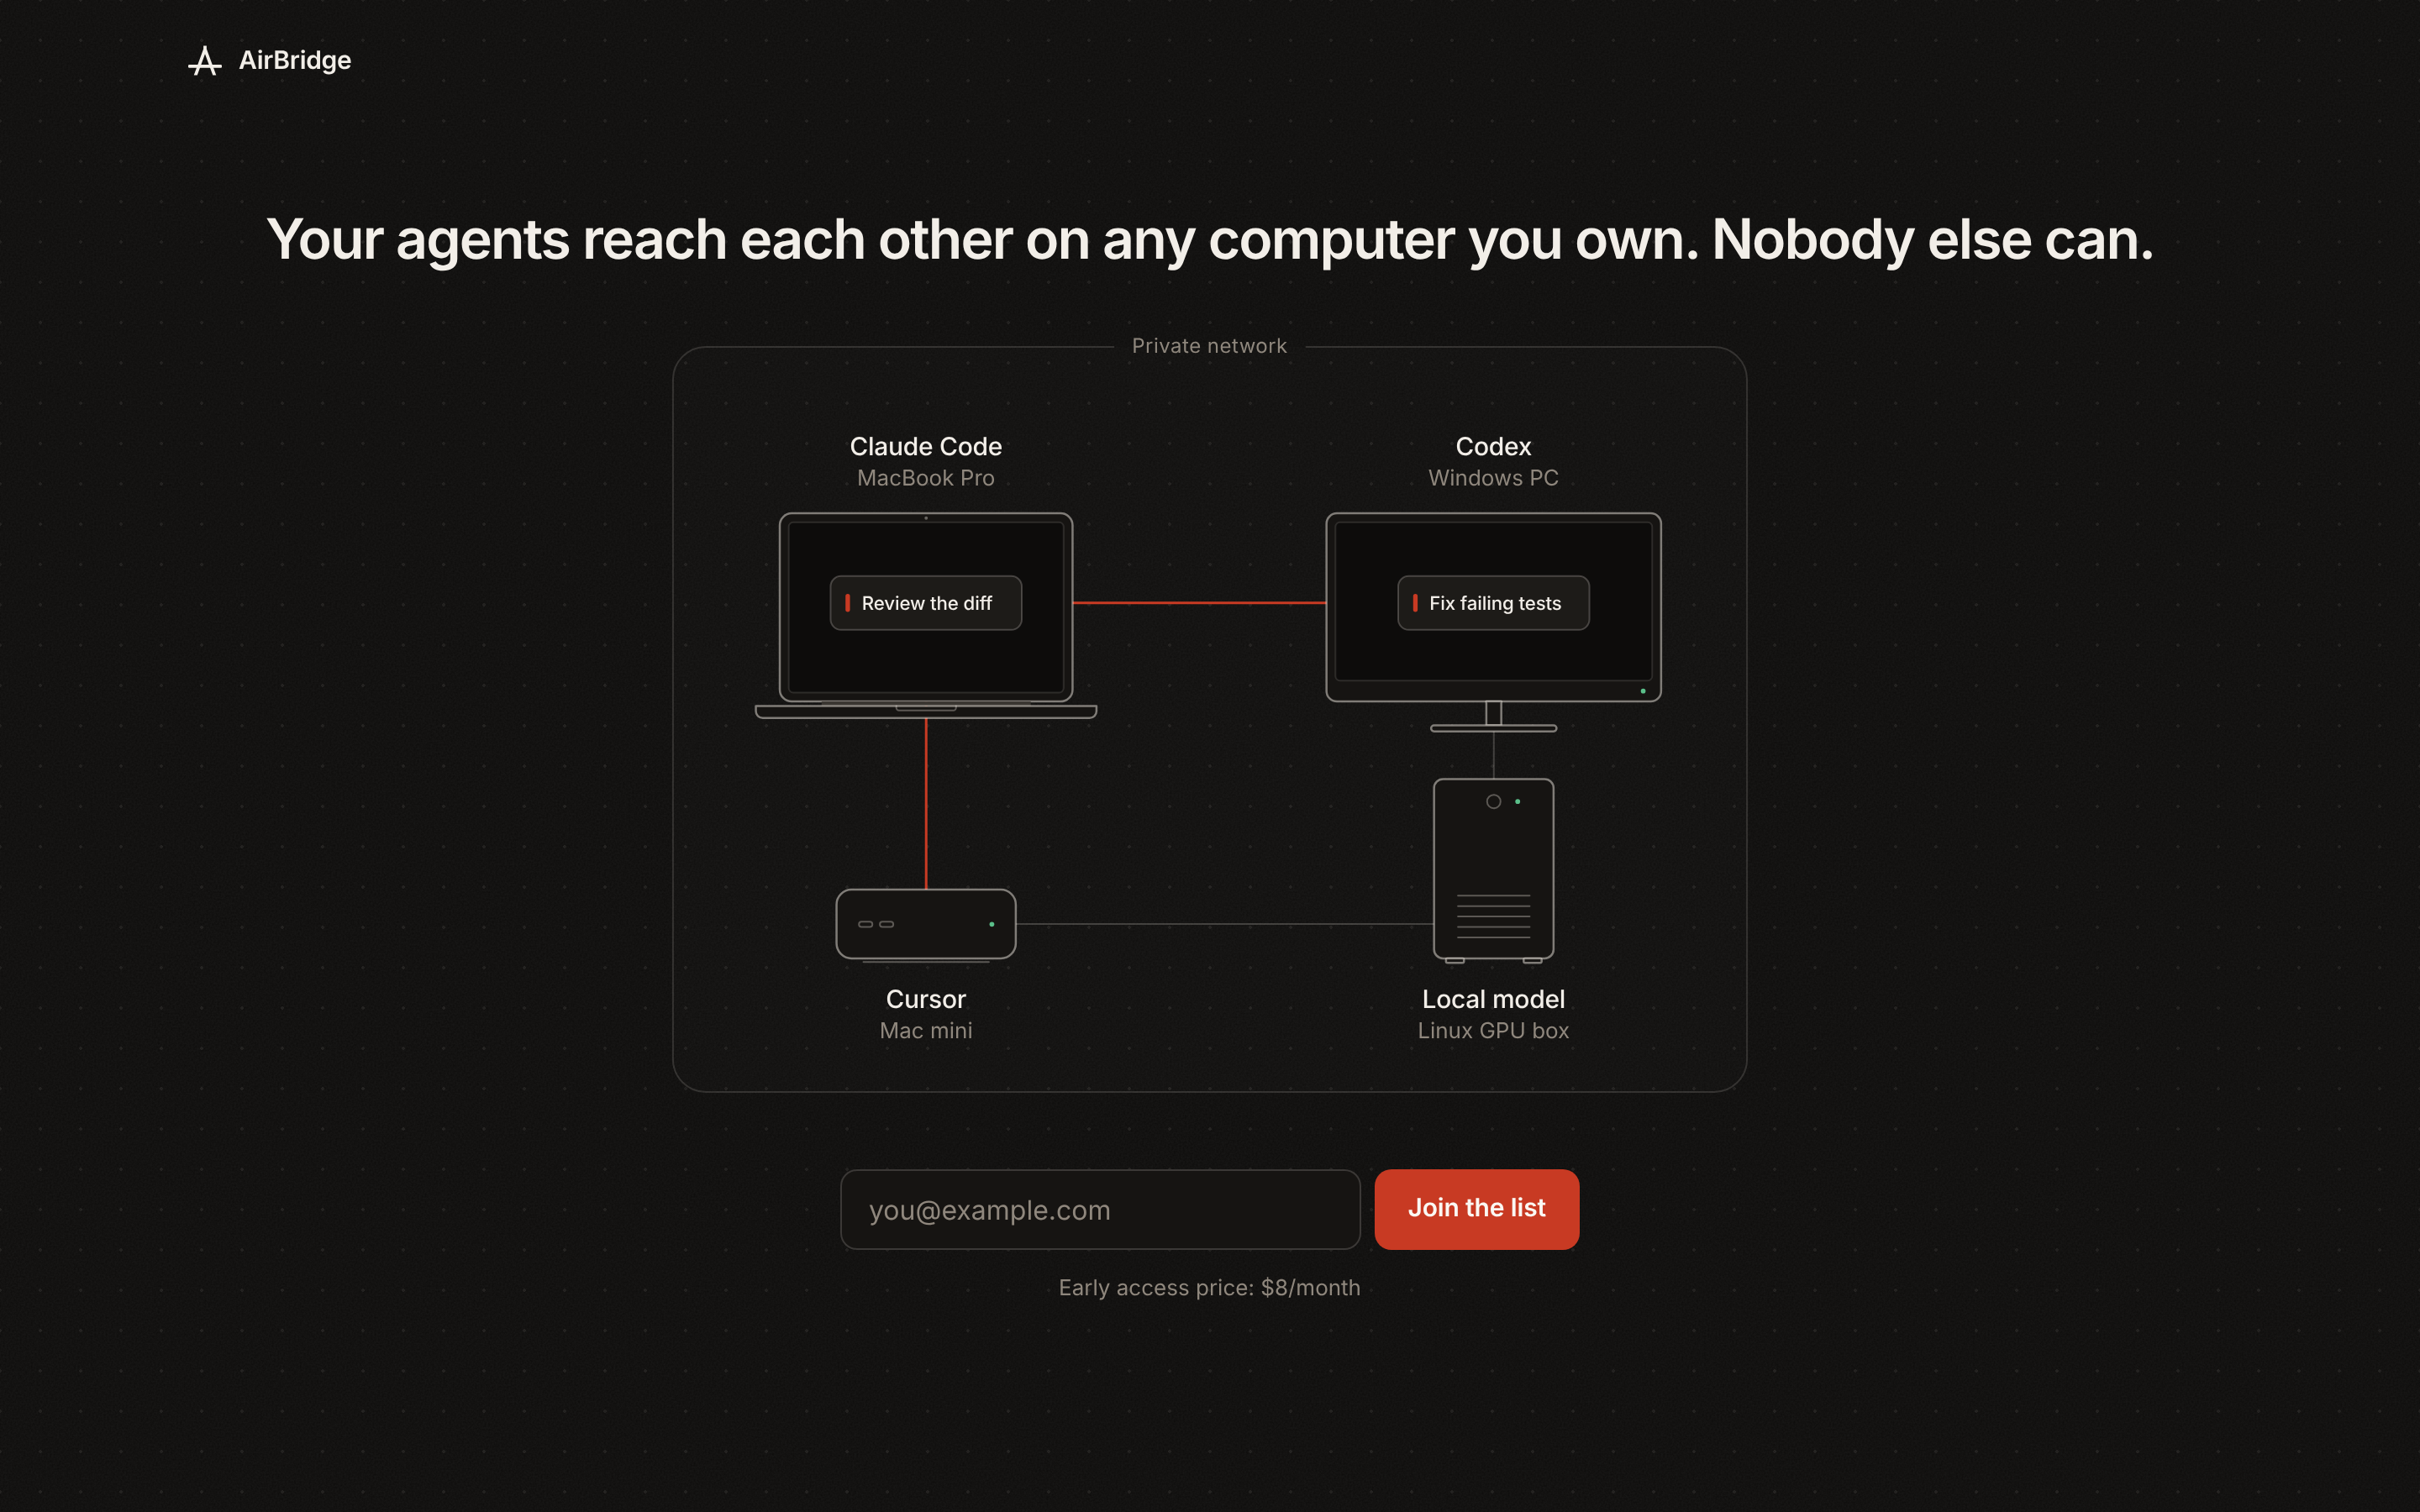 AirBridge
Your agents reach each other on any computer you own. Nobody else can.
Private network
Claude Code
MacBook Pro
Codex
Windows PC
Review the diff
Fix failing tests
Cursor
Mac mini
Local model
Linux GPU box
you@example.com
Join the list
Early access price: $8/month